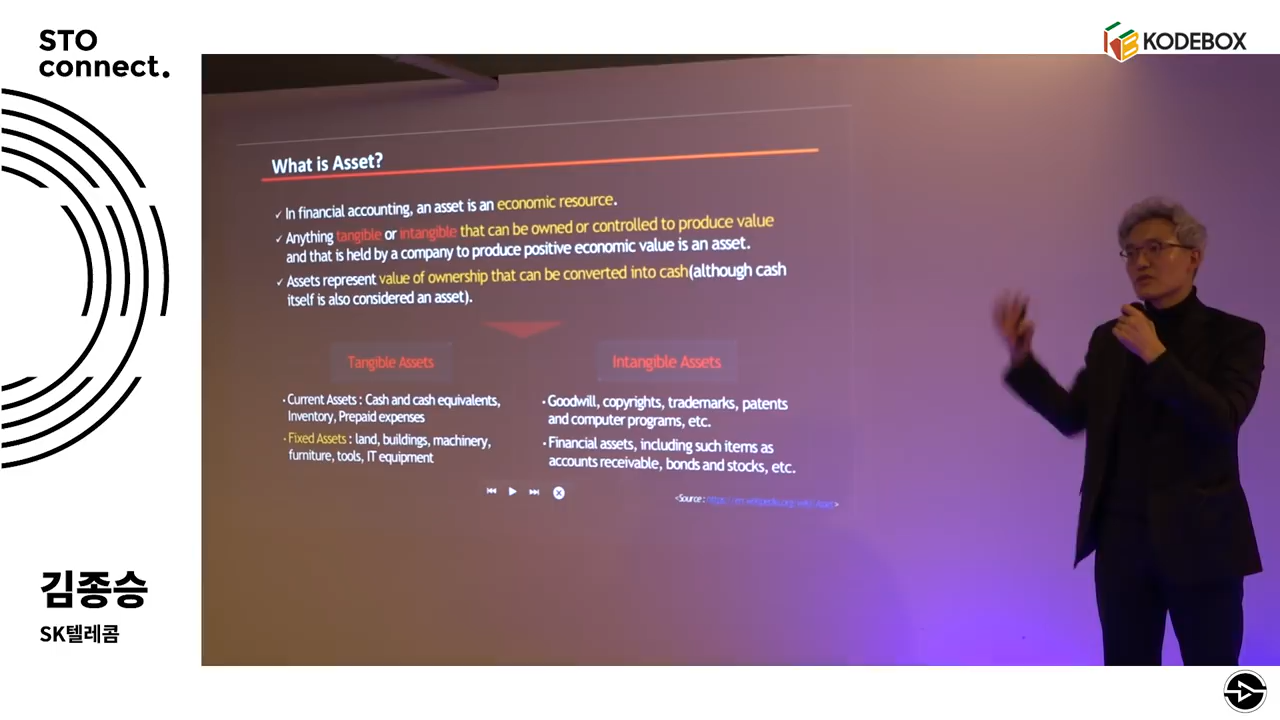 STO
connect.
KODEBOX
What is Asset?
✓ In financial accounting, an asset is an economic resource.
✓ Anything tangible or intangible that can be owned or controlled to produce value
and that is held by a company to produce positive economic value is an asset.
✓ Assets represent value of ownership that can be converted into cash(although cash
itself is also considered an asset).
Tangible Assets
· Current Assets : Cash and cash equivalents,
Inventory, Prepaid expenses
· Fixed Assets : land, buildings, machinery,
furniture, tools, IT equipment
Intangible Assets
· Goodwill, copyrights, trademarks, patents
and computer programs, etc.
· Financial assets, including such items as
accounts receivable, bonds and stocks, etc.
<Source : >
김종승
SK텔레콤